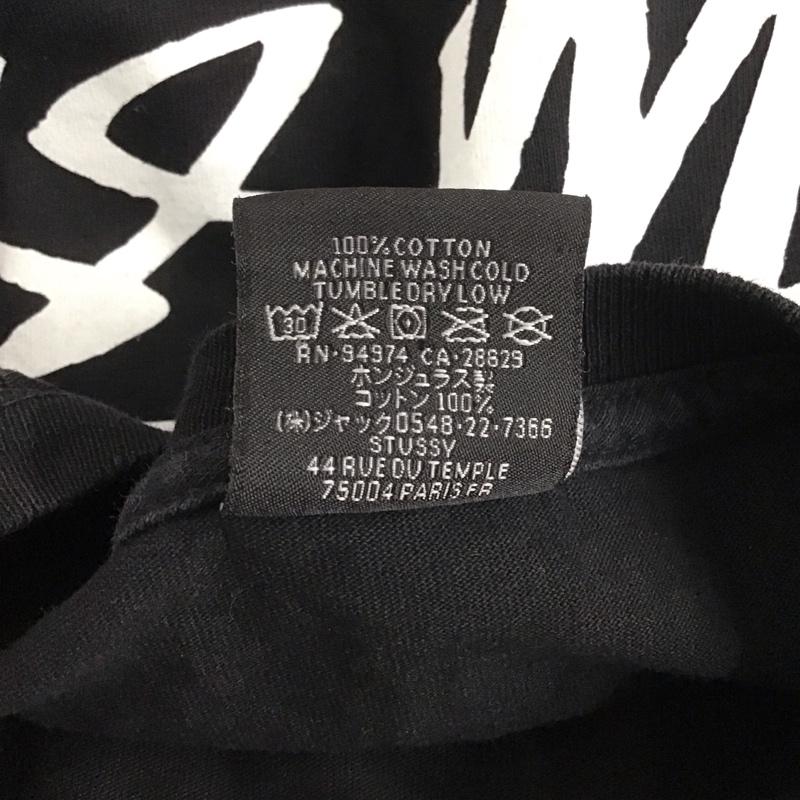 100% COTTON
MACHINE WASH COLD
TUMBLE DRY LOW
30
RN·94974 CA·28629
ホンジュラス製
コットン 100%
(株)ジャック0548·22·7366
STUSSY
44 RUE DU TEMPLE
75004 PARIS FR